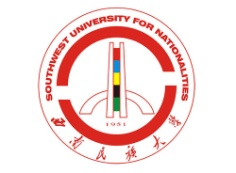 SOUTHWEST UNIVERSITY FOR NATIONALITIES
1951
西南民族大学